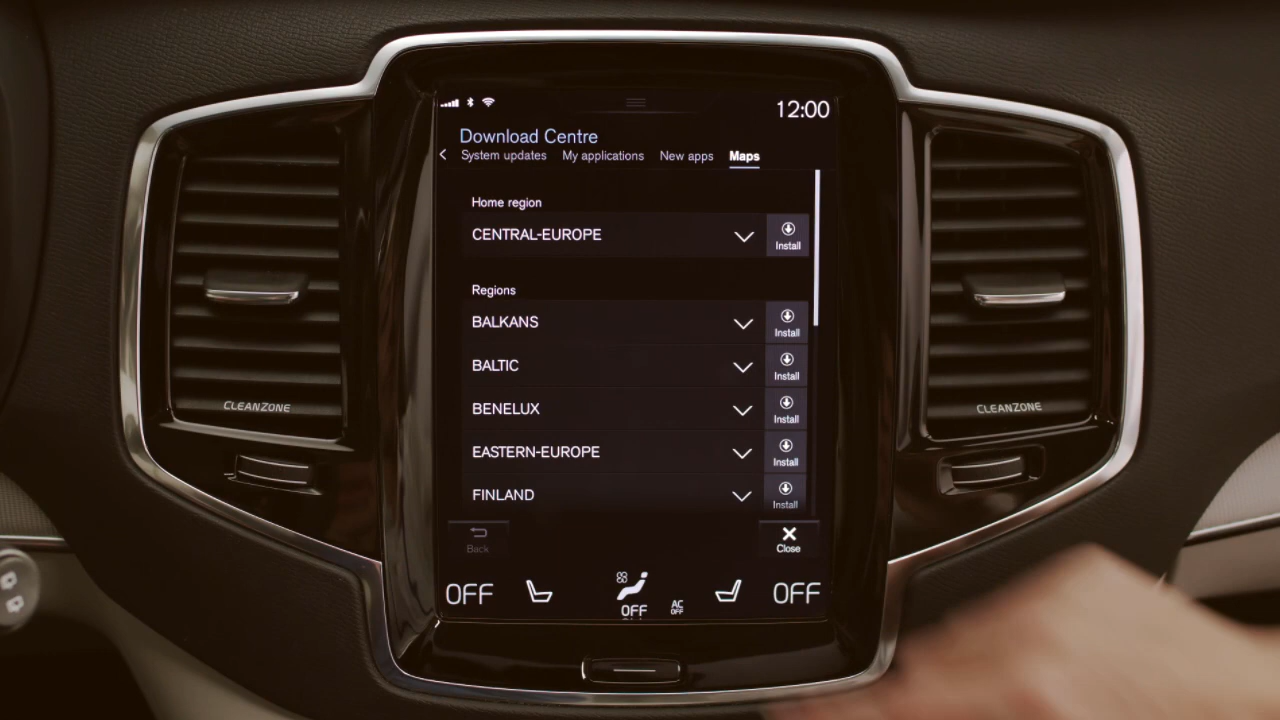 12:00
Download Centre
System updates My applications New apps Maps
Home region
CENTRAL-EUROPE Install
Regions
BALKANS Install
BALTIC Install
BENELUX Install
EASTERN-EUROPE Install
FINLAND Install
Back Close
OFF OFF AC OFF OFF
CLEANZONE CLEANZONE